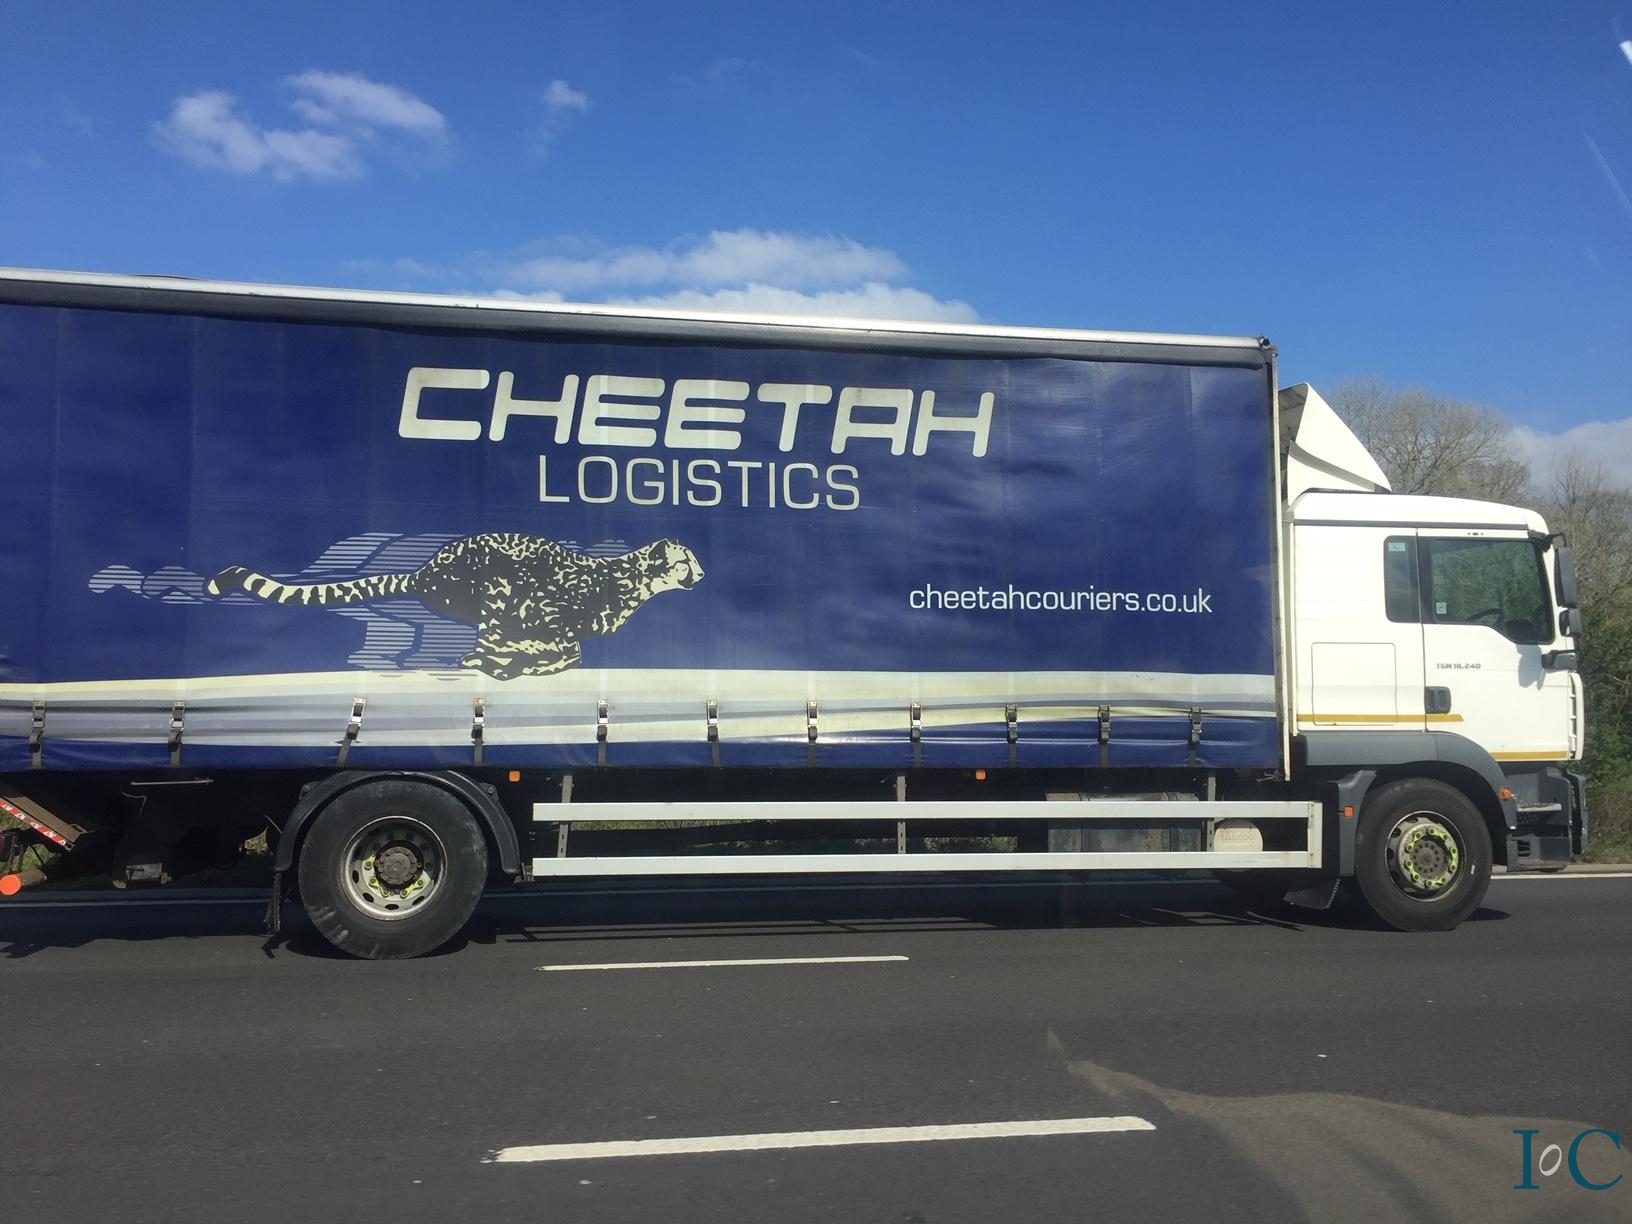 CHEETAH
LOGISTICS
cheetahcouriers.co.uk
TGM 18.240
IoC